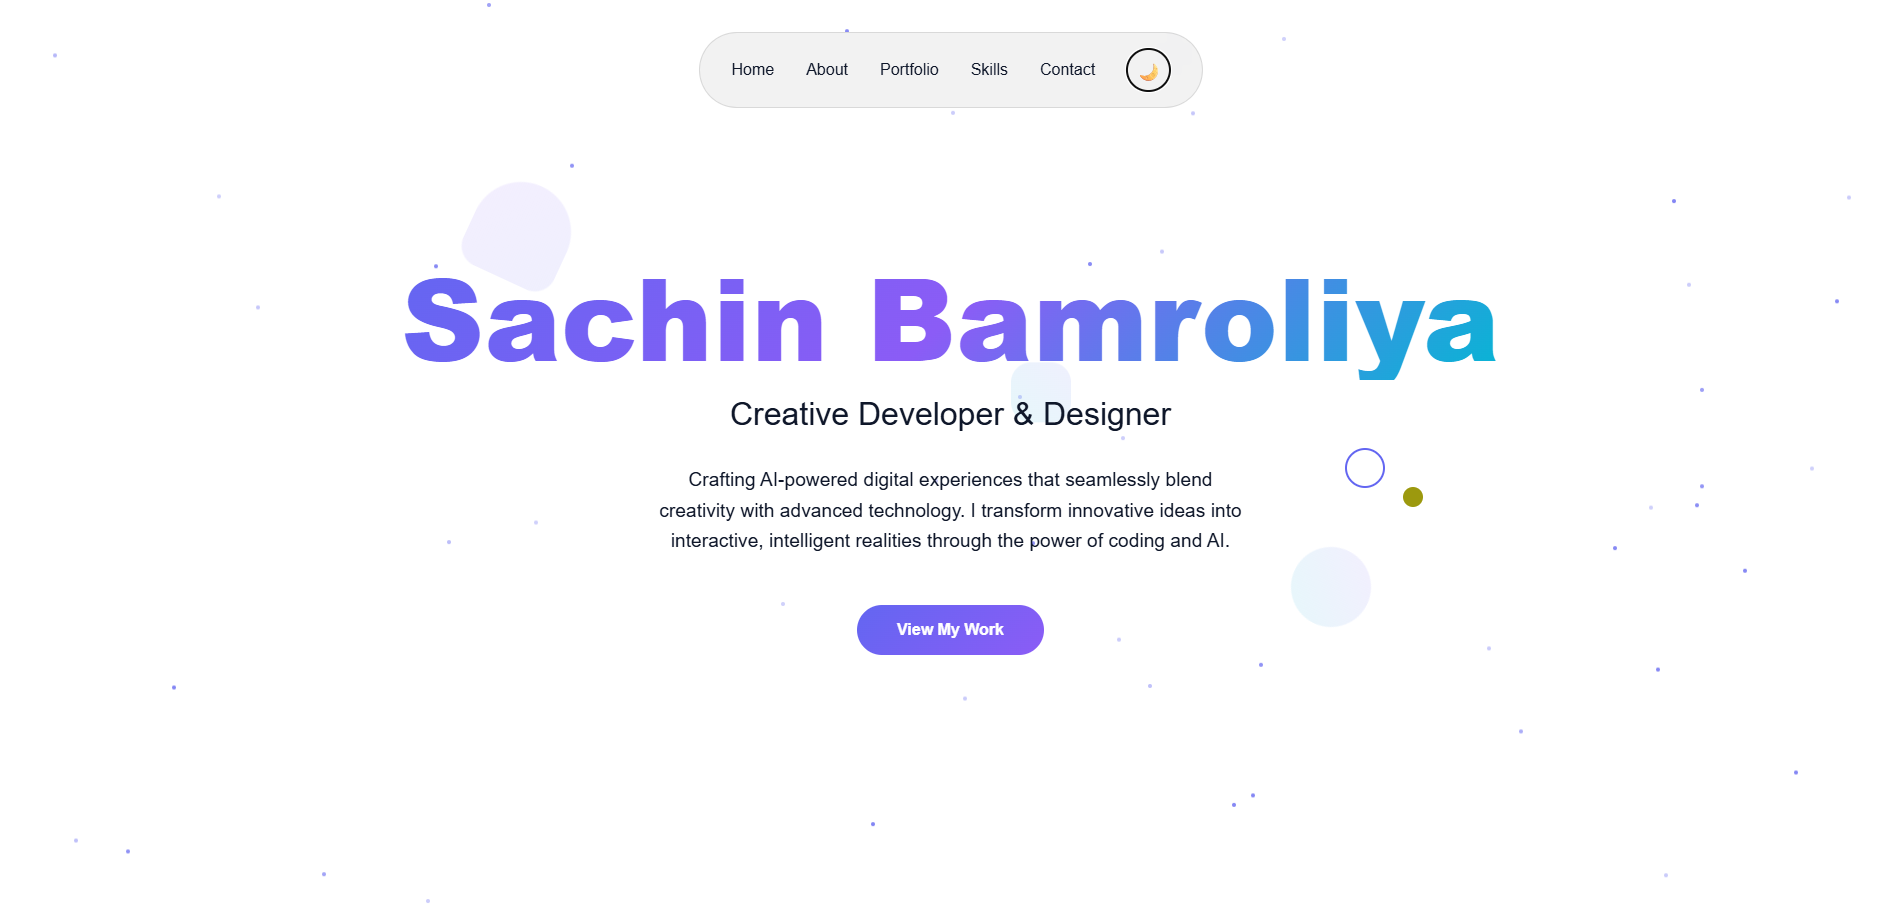 Home About Portfolio Skills Contact
Sachin Bamroliya
Creative Developer & Designer
Crafting AI-powered digital experiences that seamlessly blend
creativity with advanced technology. I transform innovative ideas into
interactive, intelligent realities through the power of coding and AI.
View My Work